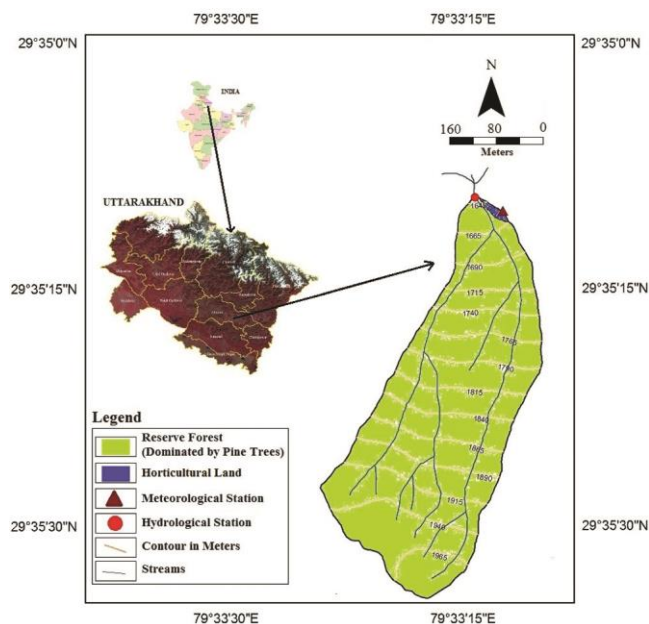 79°33'30"E
79°33'15"E
29°35'0"N
29°35'0"N
N
INDIA
160 80 0
Meters
UTTARAKHAND
1665
1690
29°35'15"N
29°35'15"N
1715
1740
1765
1790
1815
1840
1865
1890
1915
1940
1965
Legend
Reserve Forest
(Dominated by Pine Trees)
Horticultural Land
Meteorological Station
Hydrological Station
Contour in Meters
Streams
29°35'30"N
29°35'30"N
79°33'30"E
79°33'15"E